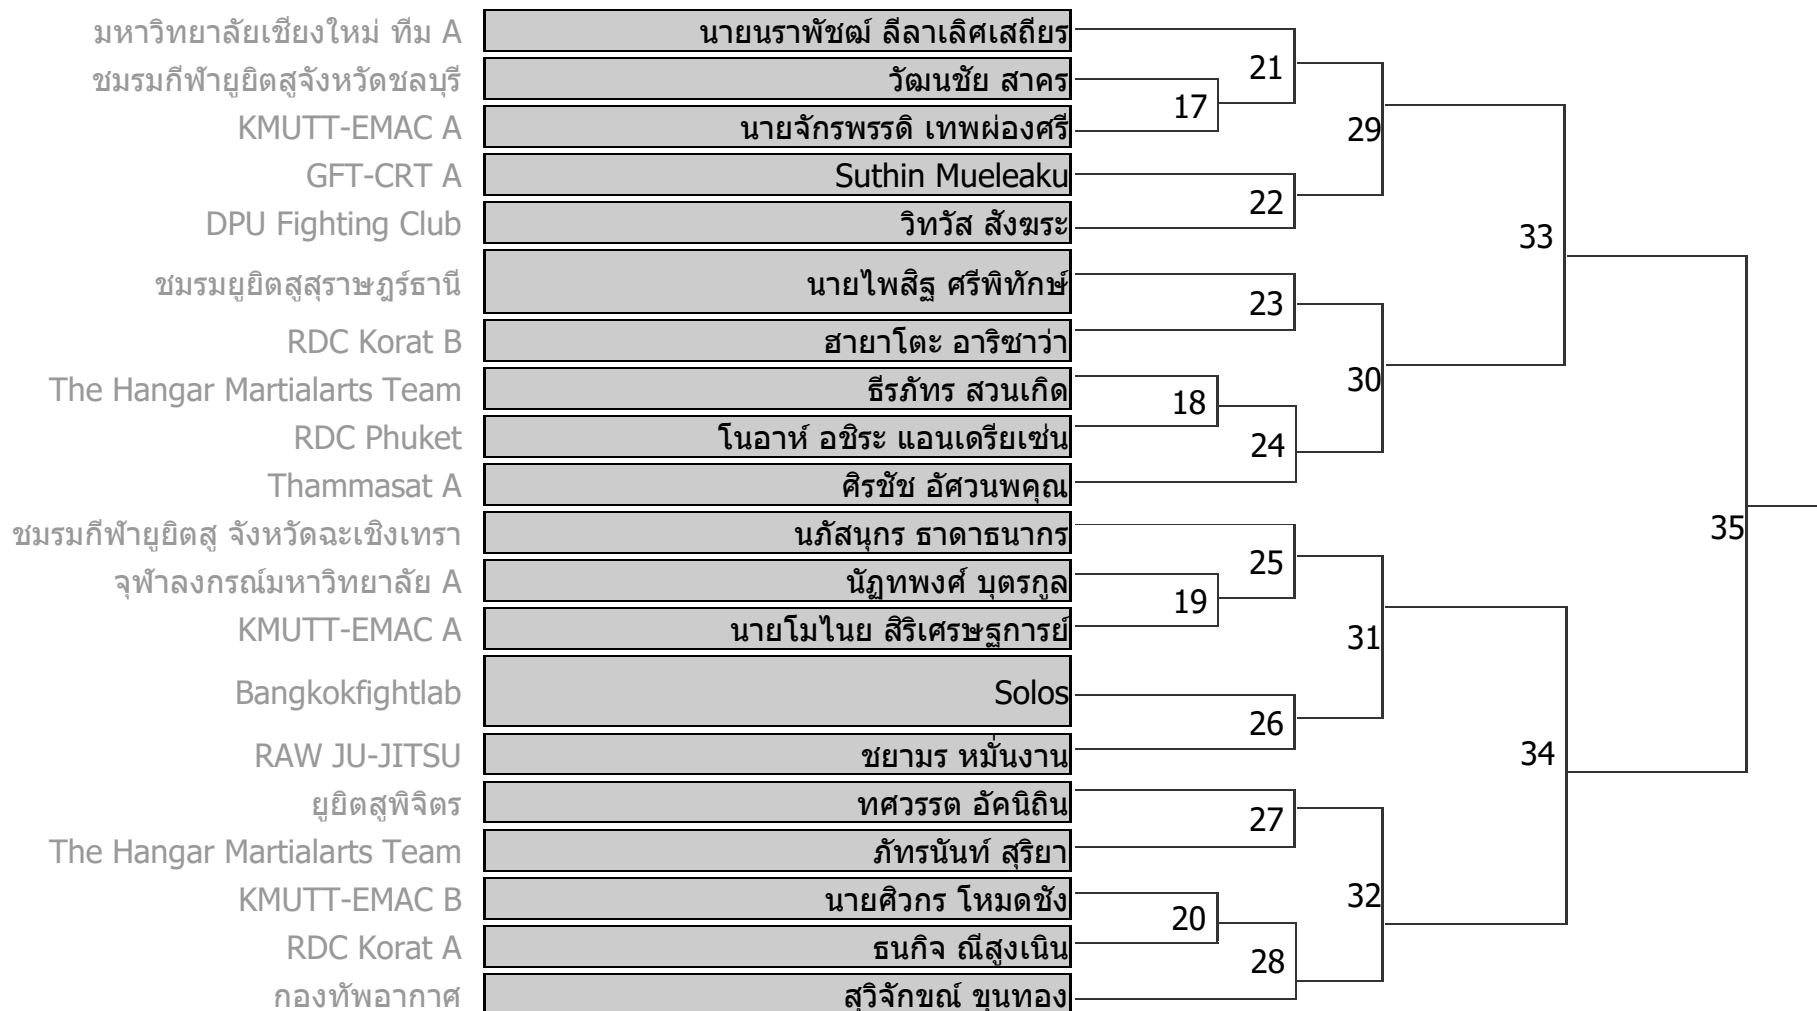 มหาวิทยาลัยเชียงใหม่ ทีม A นายนราพัชฒ์ ลีลาเลิศเสถียร
21
ชมรมกีฬายูยิตสูจังหวัดชลบุรี วัฒนชัย สาคร
17
KMUTT-EMAC A นายจักรพรรดิ เทพผ่องศรี
29
GFT-CRT A Suthin Mueleaku
22
DPU Fighting Club วิทวัส สังฆระ
33
ชมรมยูยิตสูสุราษฎร์ธานี นายไพสิฐ ศรีพิทักษ์
23
RDC Korat B ฮายาโตะ อาริซาว่า
30
The Hangar Martialarts Team ธีรภัทร สวนเกิด
18
RDC Phuket โนอาห์ อชิระ แอนเดรียเซ่น
24
Thammasat A ศิรชัช อัศวนพคุณ
35
ชมรมกีฬายูยิตสู จังหวัดฉะเชิงเทรา นภัสนุกร ธาดาธนากร
25
จุฬาลงกรณ์มหาวิทยาลัย A นัฏทพงศ์ บุตรกูล
19
KMUTT-EMAC A นายโมไนย สิริเศรษฐการย์
31
Bangkokfightlab Solos
26
RAW JU-JITSU ชยามร หมั่นงาน
34
ยูยิตสูพิจิตร ทศวรรต อัคนิถิน
27
The Hangar Martialarts Team ภัทรนันท์ สุริยา
32
KMUTT-EMAC B นายศิวกร โหมดชัง
20
RDC Korat A ธนกิจ ณีสูงเนิน
28
กองทัพอากาศ สุวิจักขณ์ ขุนทอง